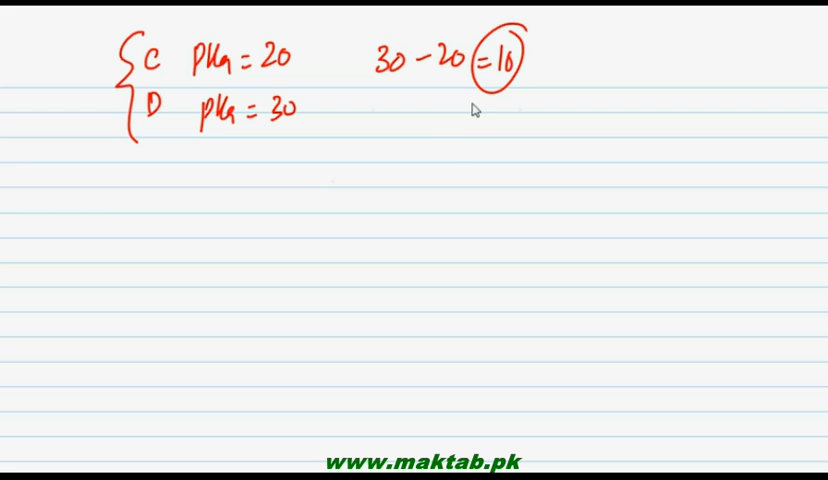 C pKa = 20 30 - 20 = 10
D pKa = 30
www.maktab.pk